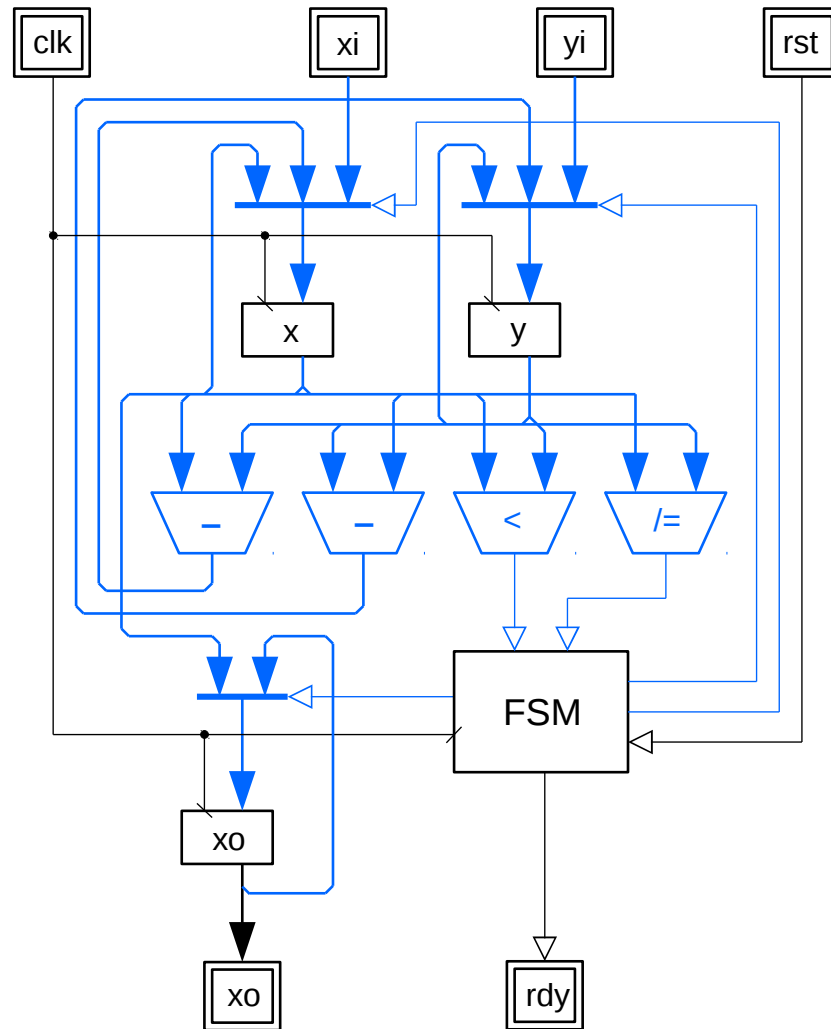 clk
xi
yi
rst
x
y
–
–
<
/=
FSM
xo
xo
rdy